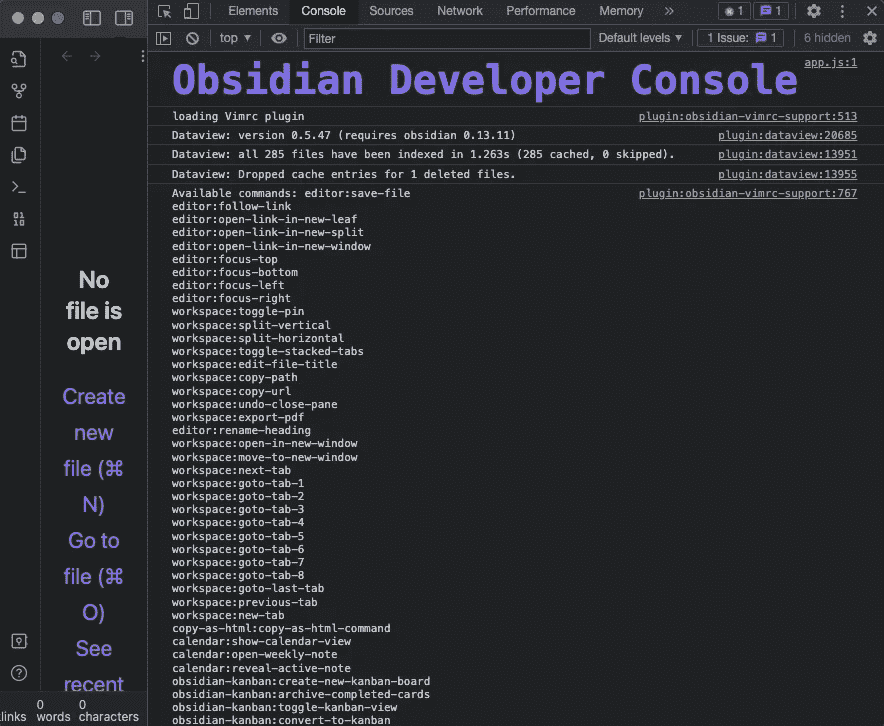 Elements Console Sources Network Performance Memory » 1 1
top ▼ Filter Default levels ▼ 1 Issue: 1 6 hidden
Obsidian Developer Console app.js:1
loading Vimrc plugin plugin:obsidian-vimrc-support:513
Dataview: version 0.5.47 (requires obsidian 0.13.11) plugin:dataview:20685
Dataview: all 285 files have been indexed in 1.263s (285 cached, 0 skipped). plugin:dataview:13951
Dataview: Dropped cache entries for 1 deleted files. plugin:dataview:13955
Available commands: editor:save-file plugin:obsidian-vimrc-support:767
editor:follow-link
editor:open-link-in-new-leaf
editor:open-link-in-new-split
editor:open-link-in-new-window
editor:focus-top
editor:focus-bottom
editor:focus-left
editor:focus-right
workspace:toggle-pin
workspace:split-vertical
workspace:split-horizontal
workspace:toggle-stacked-tabs
workspace:edit-file-title
workspace:copy-path
workspace:copy-url
workspace:undo-close-pane
workspace:export-pdf
editor:rename-heading
workspace:open-in-new-window
workspace:move-to-new-window
workspace:next-tab
workspace:goto-tab-1
workspace:goto-tab-2
workspace:goto-tab-3
workspace:goto-tab-4
workspace:goto-tab-5
workspace:goto-tab-6
workspace:goto-tab-7
workspace:goto-tab-8
workspace:goto-last-tab
workspace:previous-tab
workspace:new-tab
copy-as-html:copy-as-html-command
calendar:show-calendar-view
calendar:open-weekly-note
calendar:reveal-active-note
obsidian-kanban:create-new-kanban-board
obsidian-kanban:archive-completed-cards
obsidian-kanban:toggle-kanban-view
obsidian-kanban:convert-to-kanban
No
file is
open
Create
new
file (⌘
N)
Go to
file (⌘
O)
See
recent
0 0
links words characters